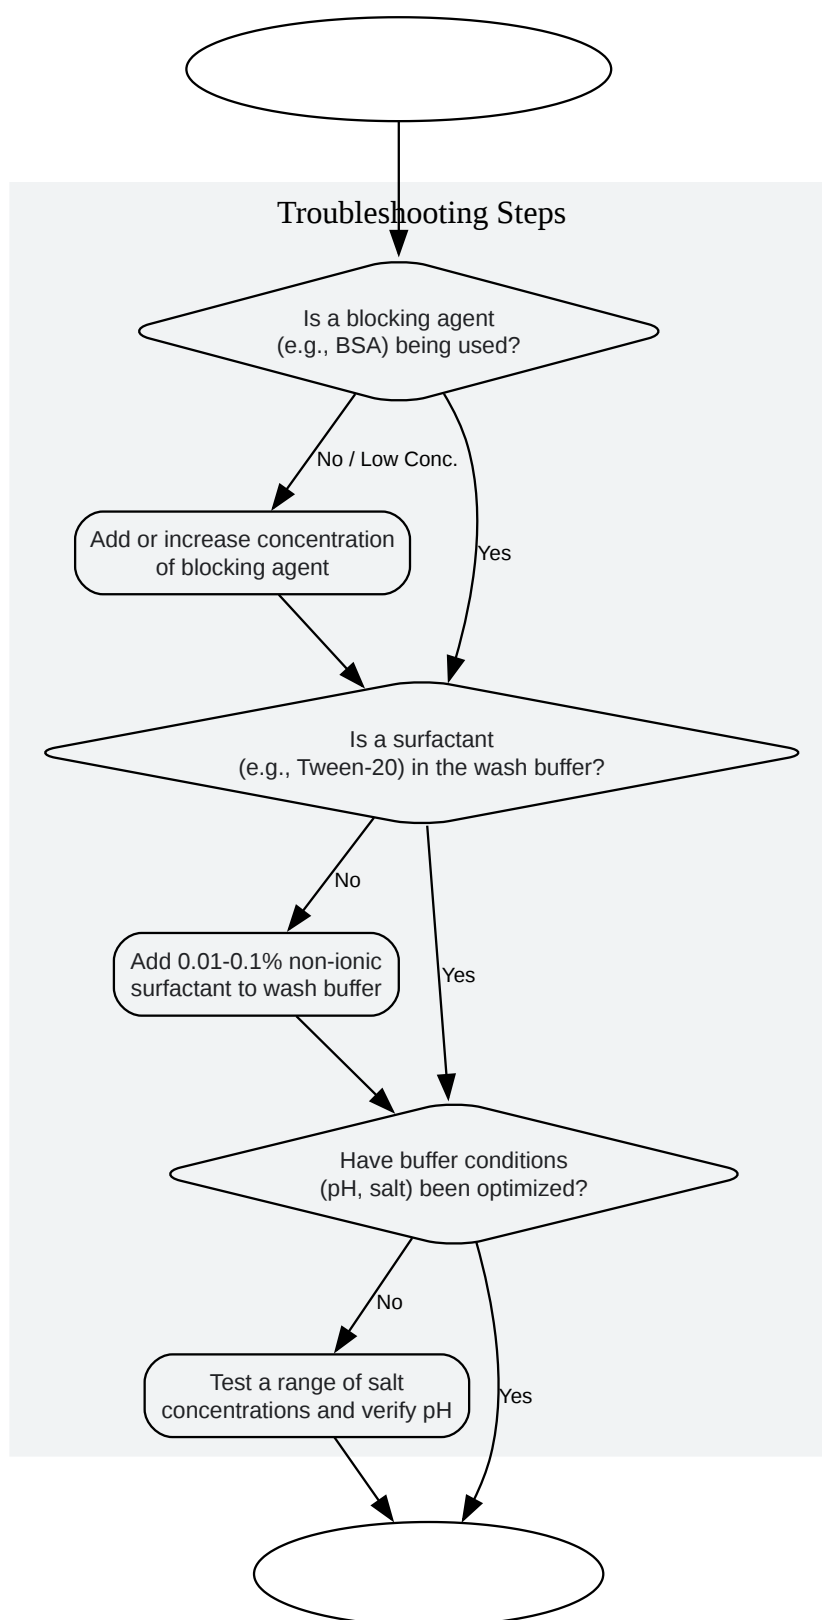 Troubleshooting Steps
Is a blocking agent
(e.g., BSA) being used?
No / Low Conc.
Add or increase concentration
of blocking agent
Yes
Is a surfactant
(e.g., Tween-20) in the wash buffer?
No
Add 0.01-0.1% non-ionic
surfactant to wash buffer
Yes
Have buffer conditions
(pH, salt) been optimized?
No
Test a range of salt
concentrations and verify pH
Yes